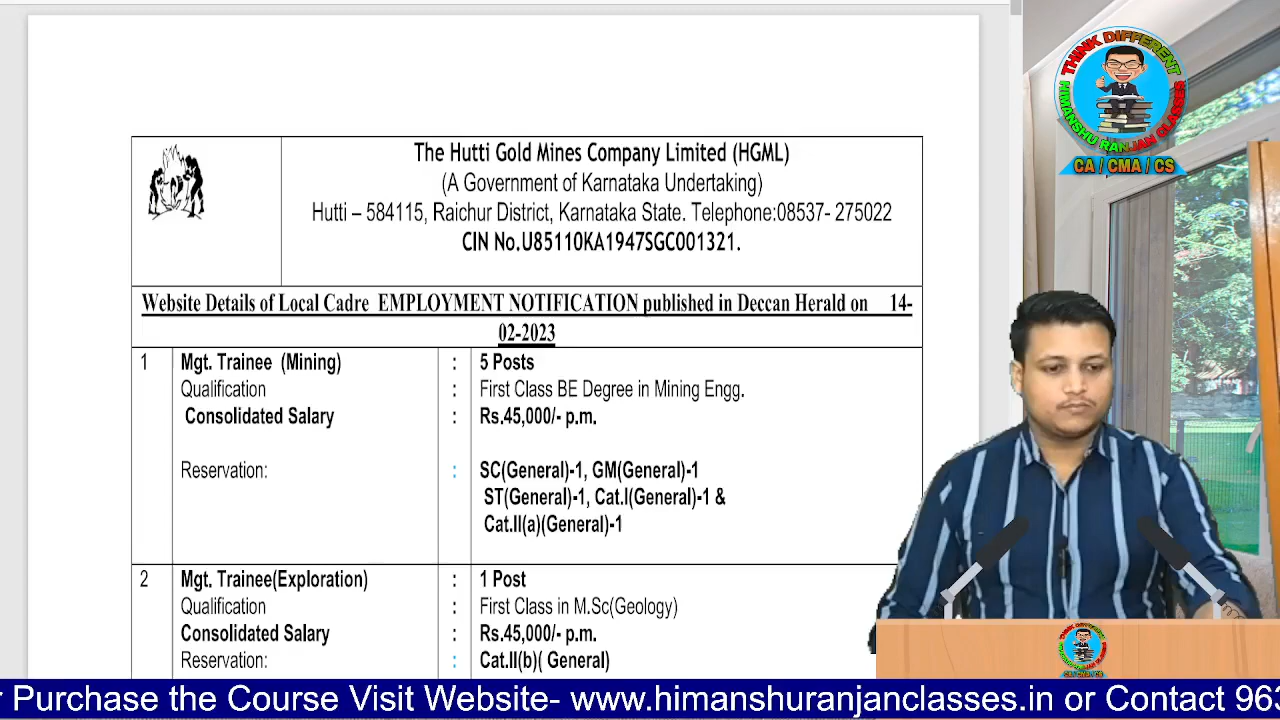 The Hutti Gold Mines Company Limited (HGML)
(A Government of Karnataka Undertaking)
Hutti – 584115, Raichur District, Karnataka State. Telephone:08537- 275022
CIN No.U85110KA1947SGC001321.
Website Details of Local Cadre EMPLOYMENT NOTIFICATION published in Deccan Herald on 14-
02-2023
1 Mgt. Trainee (Mining) : 5 Posts
Qualification : First Class BE Degree in Mining Engg.
Consolidated Salary : Rs.45,000/- p.m.
Reservation: : SC(General)-1, GM(General)-1
ST(General)-1, Cat.I(General)-1 &
Cat.II(a)(General)-1
2 Mgt. Trainee(Exploration) : 1 Post
Qualification : First Class in M.Sc(Geology)
Consolidated Salary : Rs.45,000/- p.m.
Reservation: : Cat.II(b)( General)
THINK DIFFERENT
HIMANSHU RANJAN CLASSES
CA / CMA / CS
Purchase the Course Visit Website- www.himanshuranjanclasses.in or Contact 963